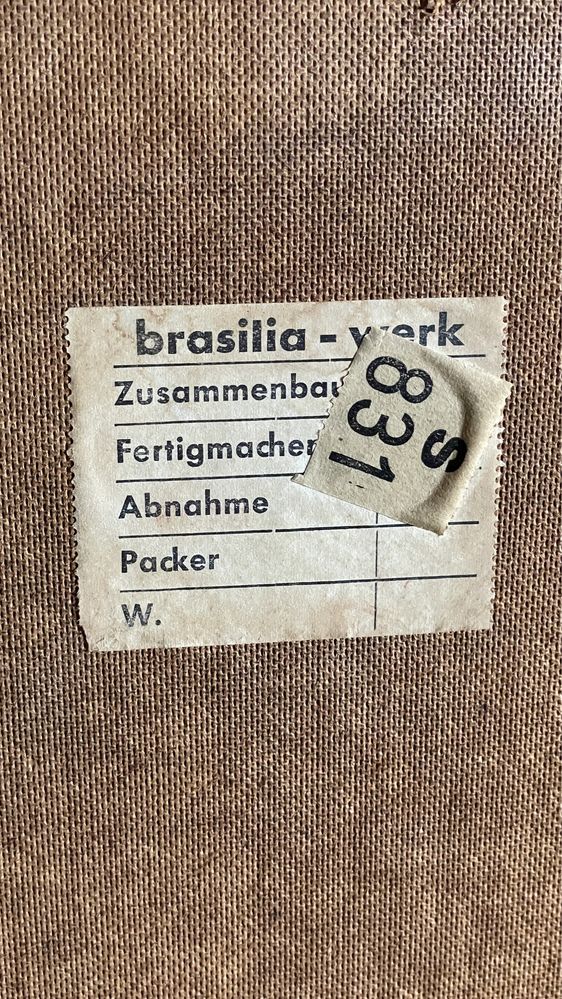 brasilia - werk
Zusammenbau
Fertigmacher
Abnahme
Packer
W.
S
831